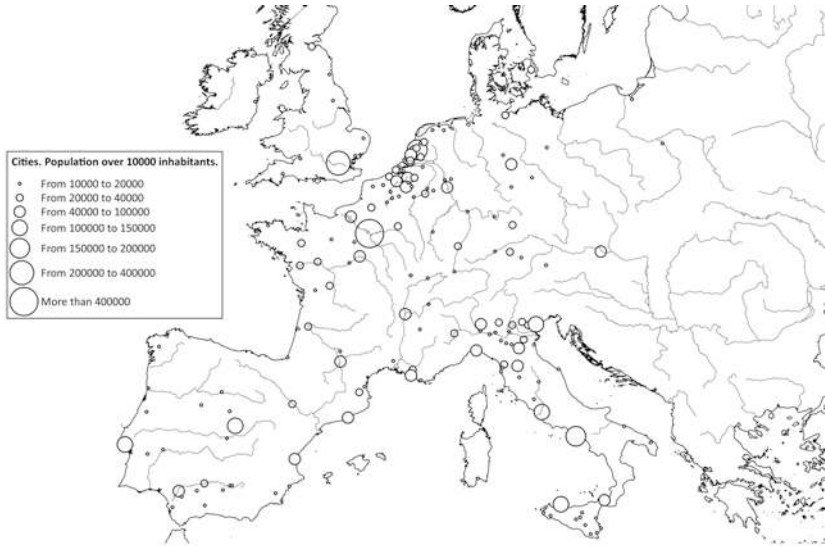 Cities. Population over 10000 inhabitants.
From 10000 to 20000
From 20000 to 40000
From 40000 to 100000
From 100000 to 150000
From 150000 to 200000
From 200000 to 400000
More than 400000